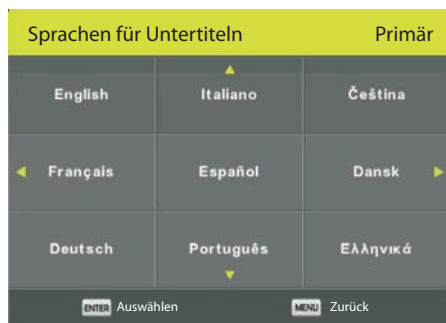 Sprachen für Untertiteln Primär
English Italiano Čeština
Français Español Dansk
Deutsch Português Ελληνικά
ENTER Auswählen MENU Zurück